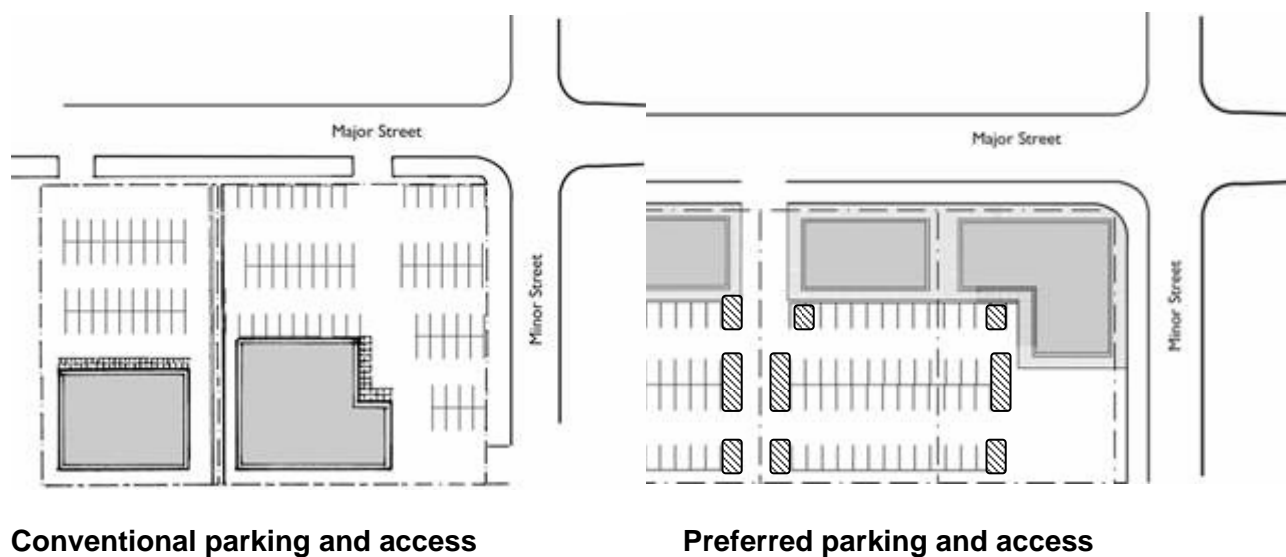 Major Street
Minor Street
Conventional parking and access
Major Street
Minor Street
Preferred parking and access